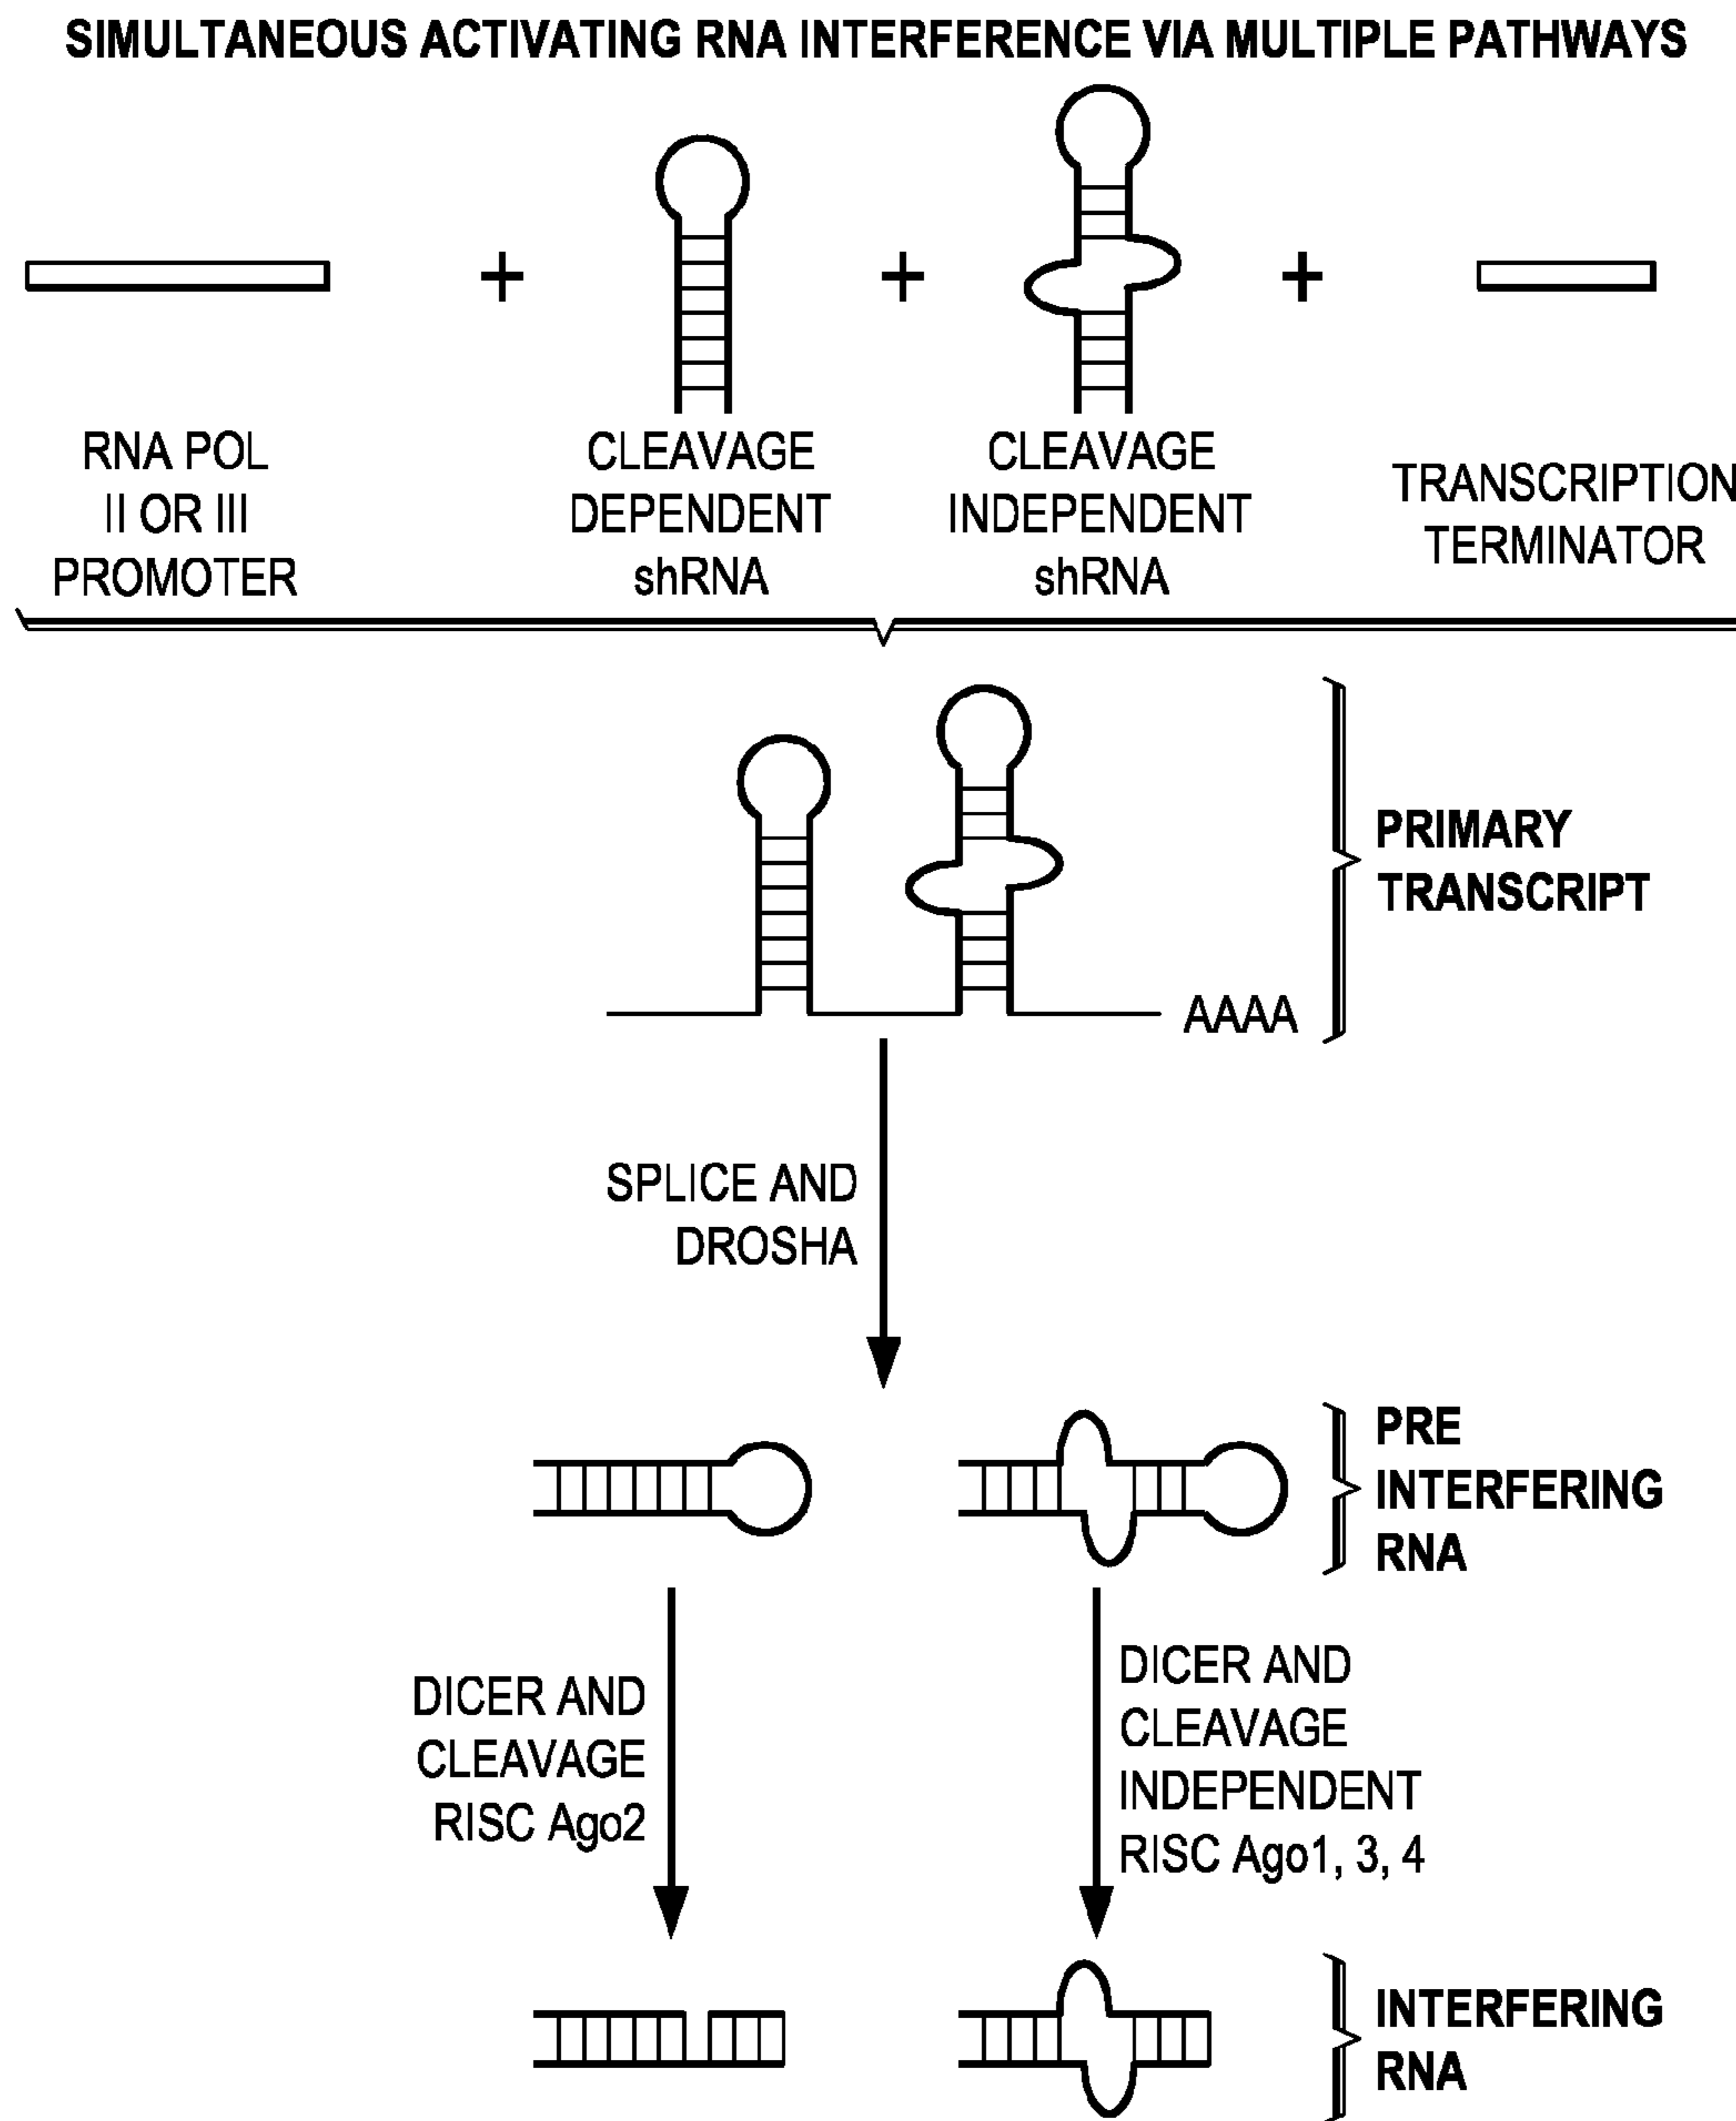 SIMULTANEOUS ACTIVATING RNA INTERFERENCE VIA MULTIPLE PATHWAYS
+
+
+
RNA POL
II OR III
PROMOTER
CLEAVAGE
DEPENDENT
shRNA
CLEAVAGE
INDEPENDENT
shRNA
TRANSCRIPTION
TERMINATOR
PRIMARY
TRANSCRIPT
AAAA
SPLICE AND
DROSHA
PRE
INTERFERING
RNA
DICER AND
CLEAVAGE
RISC Ago2
DICER AND
CLEAVAGE
INDEPENDENT
RISC Ago1, 3, 4
INTERFERING
RNA